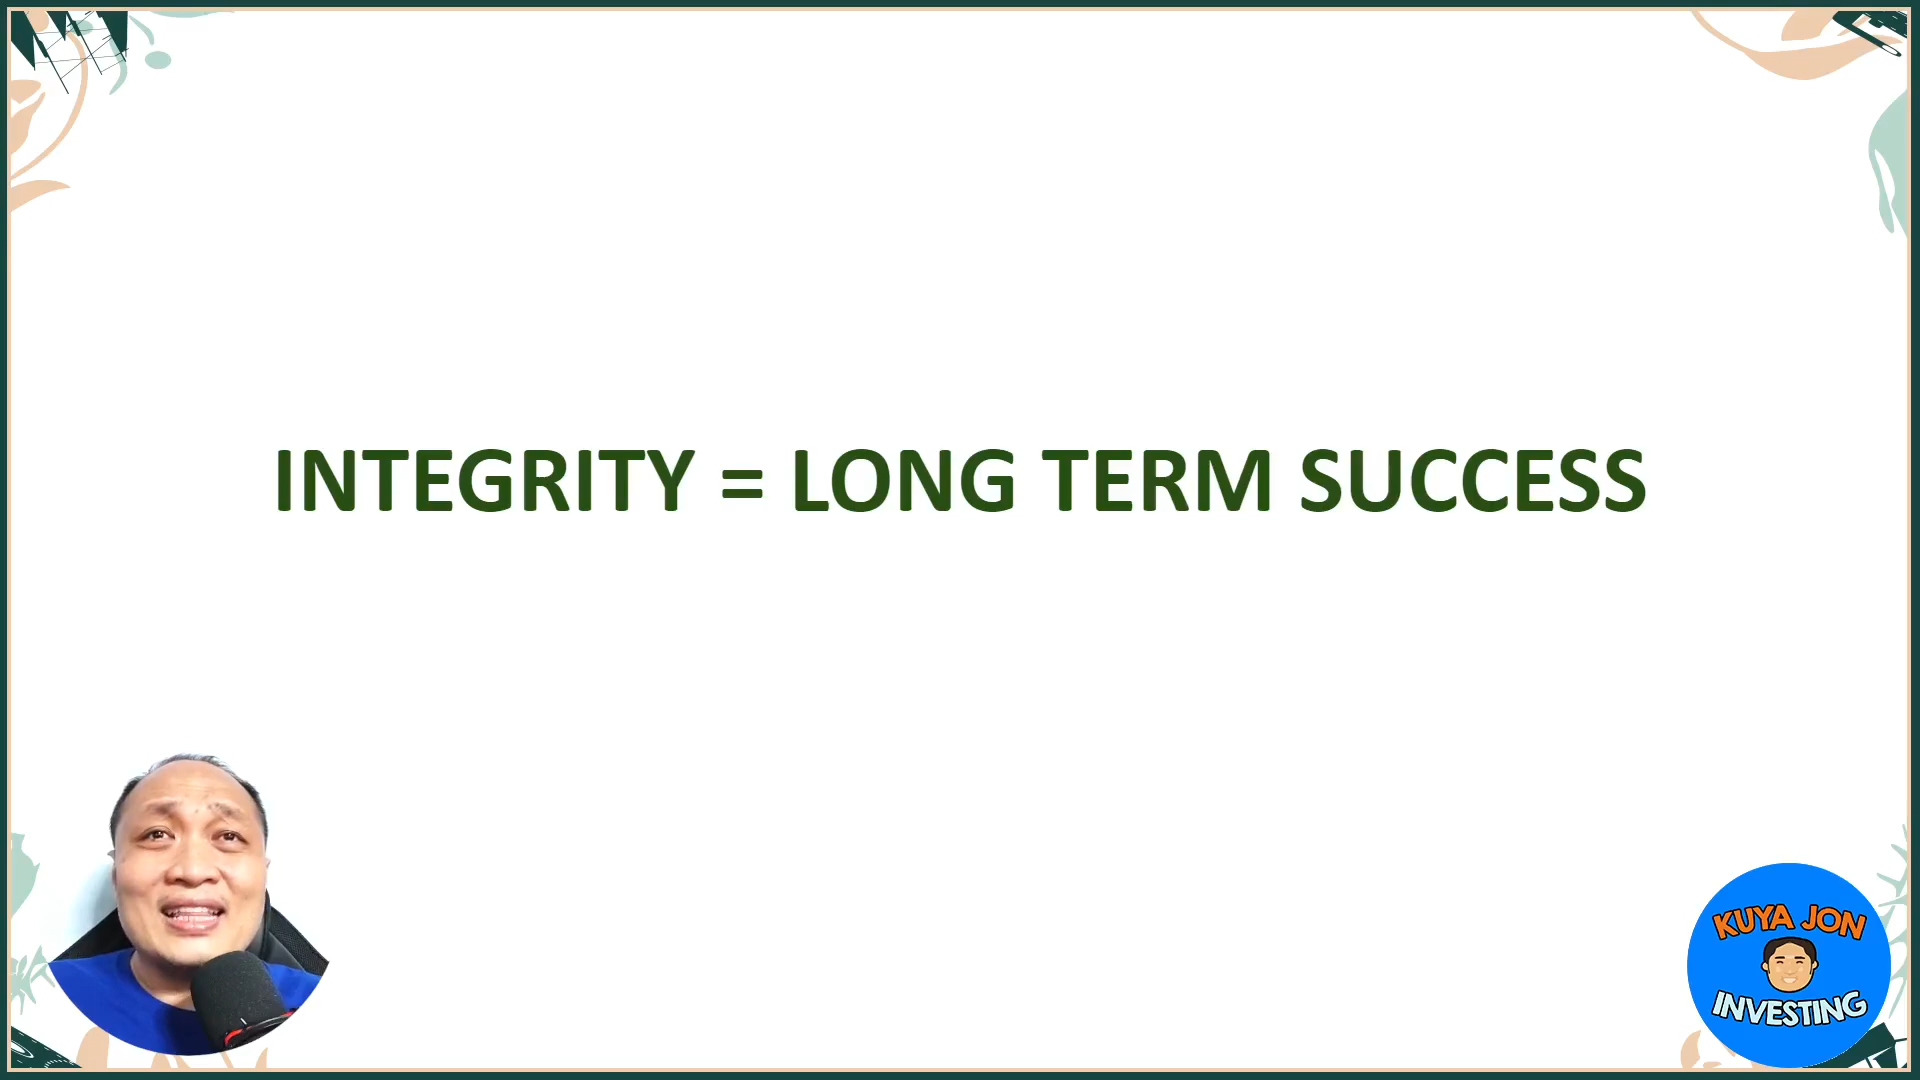 INTEGRITY = LONG TERM SUCCESS
KUYA JON
INVESTING